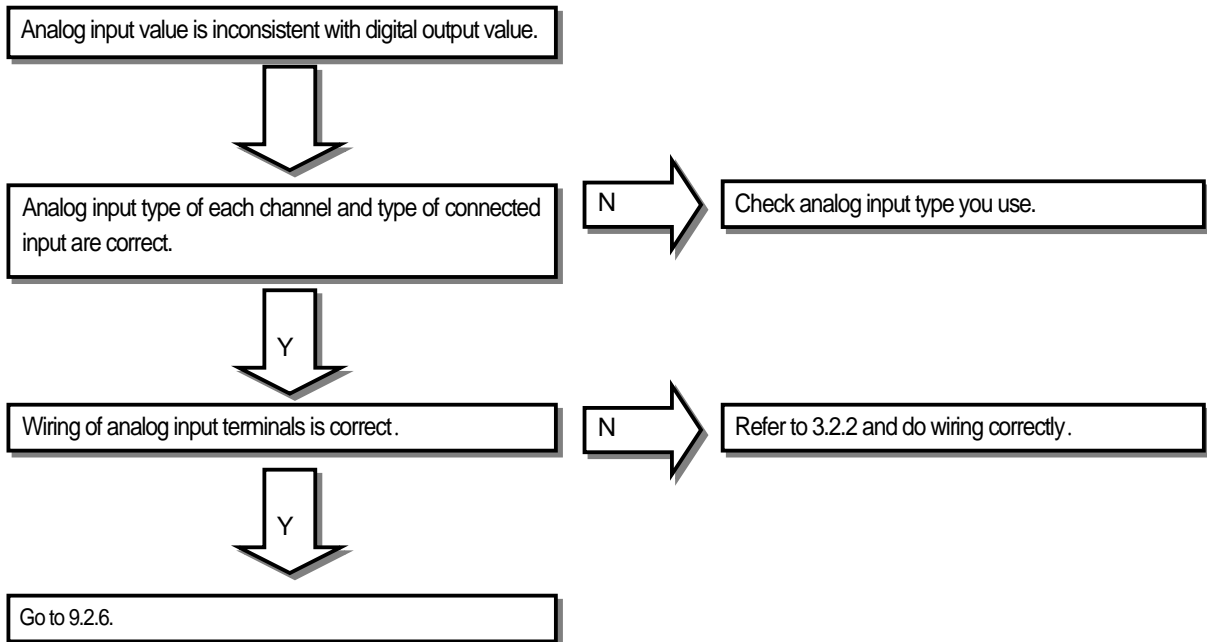 Analog input value is inconsistent with digital output value.
Analog input type of each channel and type of connected
input are correct.
N
Check analog input type you use.
Y
Wiring of analog input terminals is correct.
N
Refer to 3.2.2 and do wiring correctly.
Y
Go to 9.2.6.